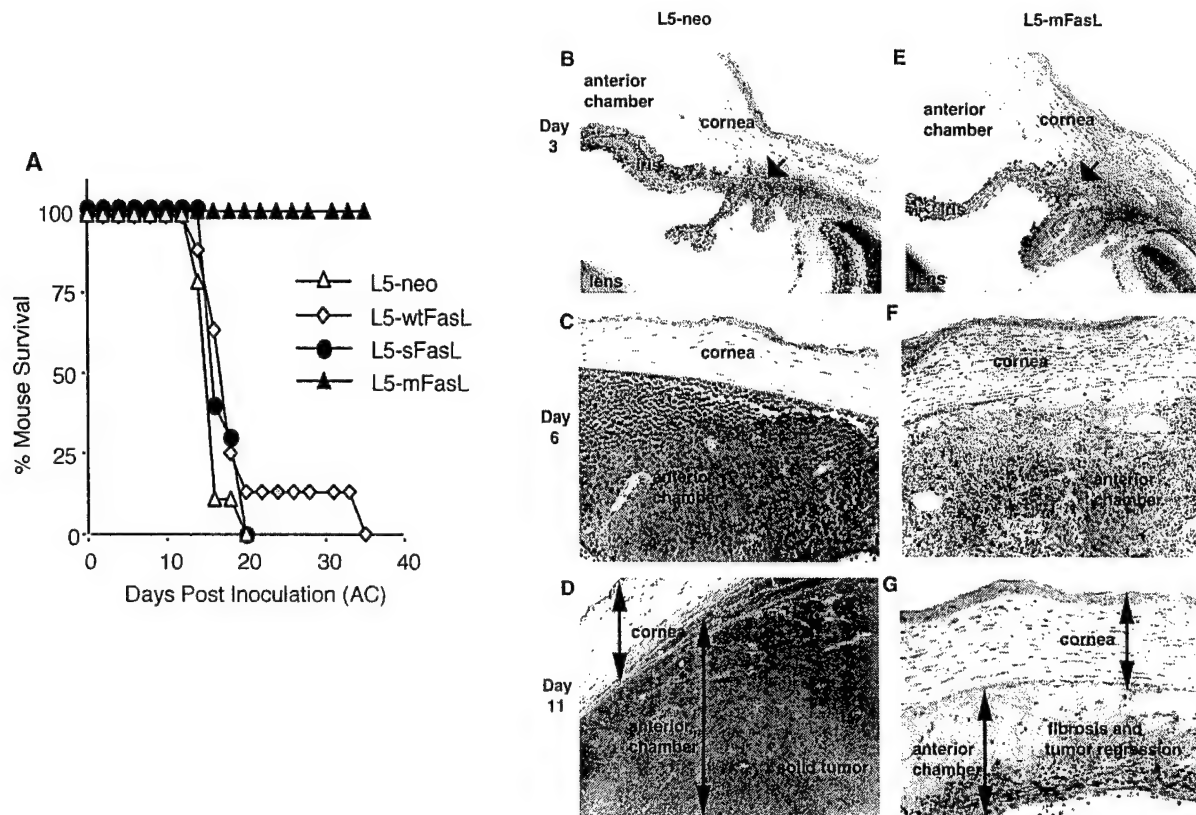 L5-neo
L5-mFasL
A
100
75
50
25
0
% Mouse Survival
0
10
20
30
40
Days Post Inoculation (AC)
L5-neo
L5-wtFasL
L5-sFasL
L5-mFasL
Day
3
B
anterior
chamber
cornea
iris
lens
E
anterior
chamber
cornea
iris
Day
6
C
cornea
anterior
chamber
F
cornea
anterior
chamber
Day
11
D
cornea
anterior
chamber
solid tumor
G
cornea
fibrosis and
tumor regression
anterior
chamber